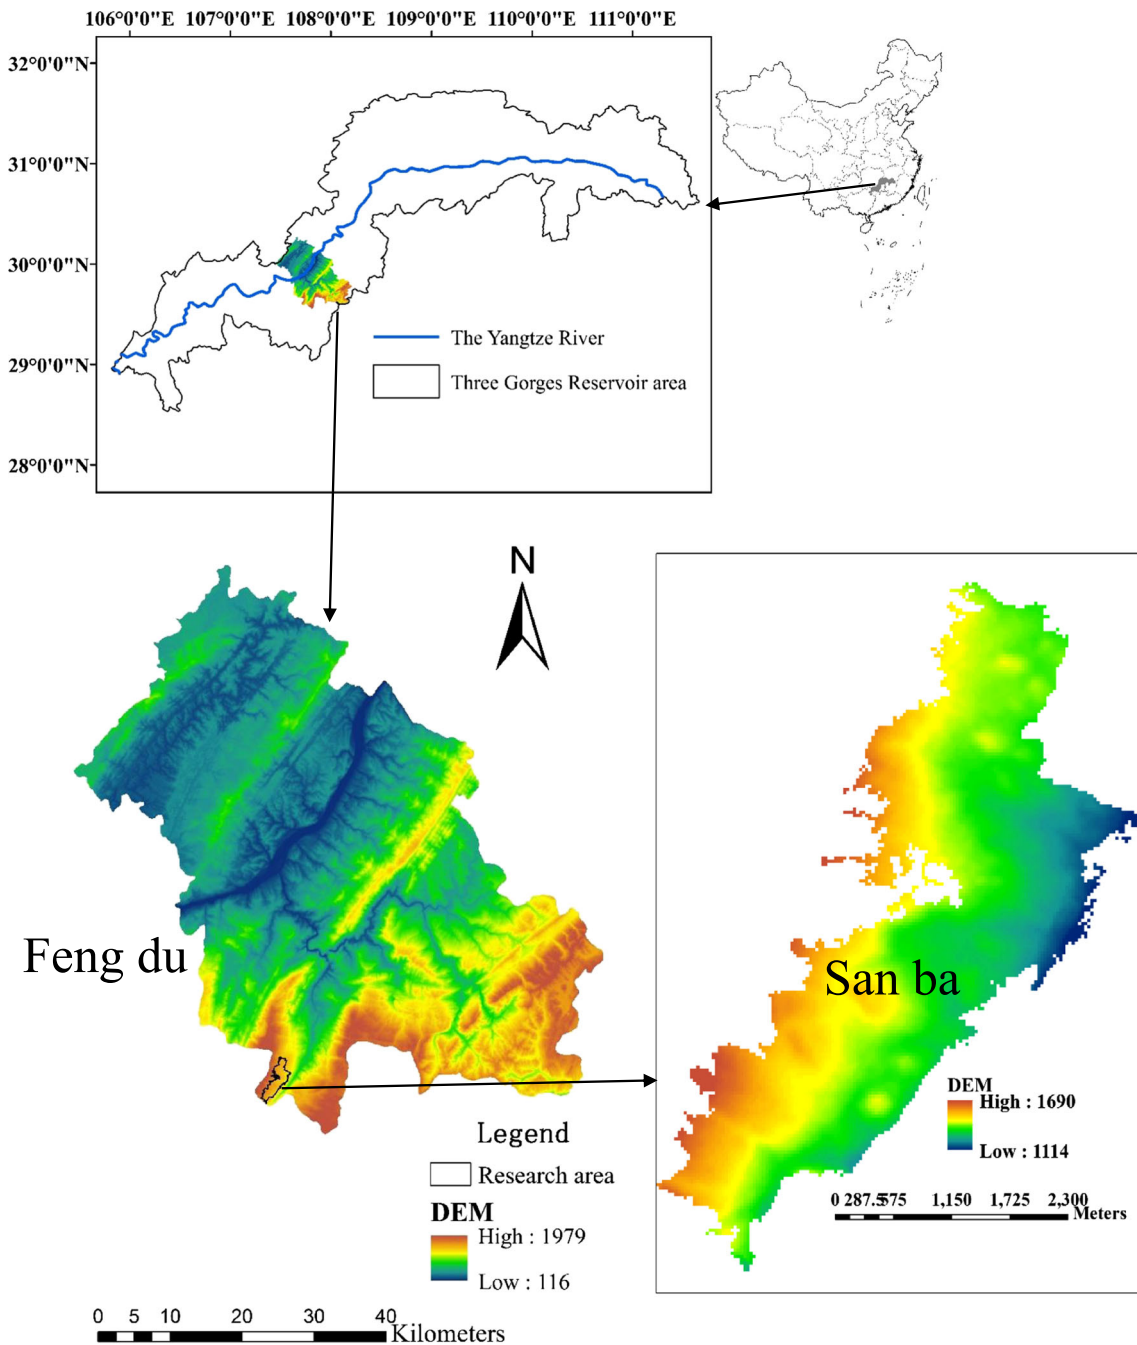 106°0'0"E 107°0'0"E 108°0'0"E 109°0'0"E 110°0'0"E 111°0'0"E
32°0'0"N
31°0'0"N
30°0'0"N
29°0'0"N
28°0'0"N
The Yangtze River
Three Gorges Reservoir area
N
Feng du
San ba
Legend
Research area
DEM
High : 1979
Low : 116
0 5 10 20 30 40
Kilometers
DEM
High : 1690
Low : 1114
0 287.5 575 1,150 1,725 2,300
Meters